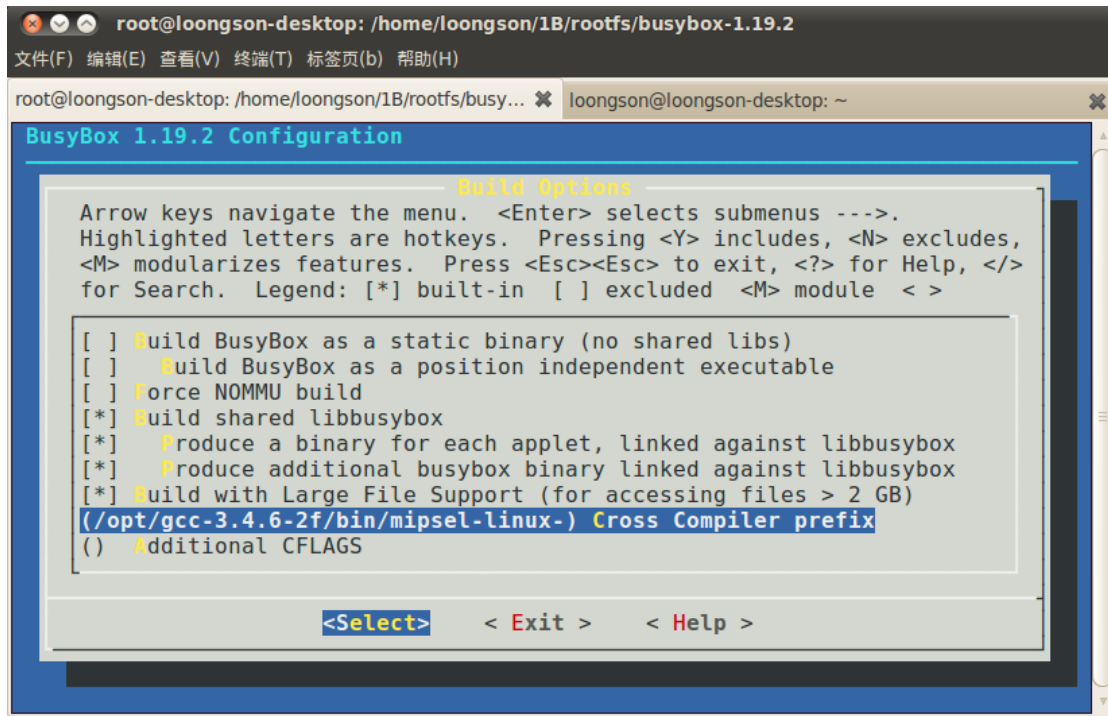 root@loongson-desktop: /home/loongson/1B/rootfs/busybox-1.19.2
文件(F) 编辑(E) 查看(V) 终端(T) 标签页(b) 帮助(H)
root@loongson-desktop: /home/loongson/1B/rootfs/busy... loongson@loongson-desktop: ~
BusyBox 1.19.2 Configuration
Build Options
Arrow keys navigate the menu. <Enter> selects submenus --->.
Highlighted letters are hotkeys. Pressing <Y> includes, <N> excludes,
<M> modularizes features. Press <Esc><Esc> to exit, <?> for Help, </>
for Search. Legend: [*] built-in [ ] excluded <M> module < >
[ ] Build BusyBox as a static binary (no shared libs)
[ ] Build BusyBox as a position independent executable
[ ] Force NOMMU build
[*] Build shared libbusybox
[*] Produce a binary for each applet, linked against libbusybox
[*] Produce additional busybox binary linked against libbusybox
[*] Build with Large File Support (for accessing files > 2 GB)
(/opt/gcc-3.4.6-2f/bin/mipsel-linux-) Cross Compiler prefix
() Additional CFLAGS
<Select> < Exit > < Help >